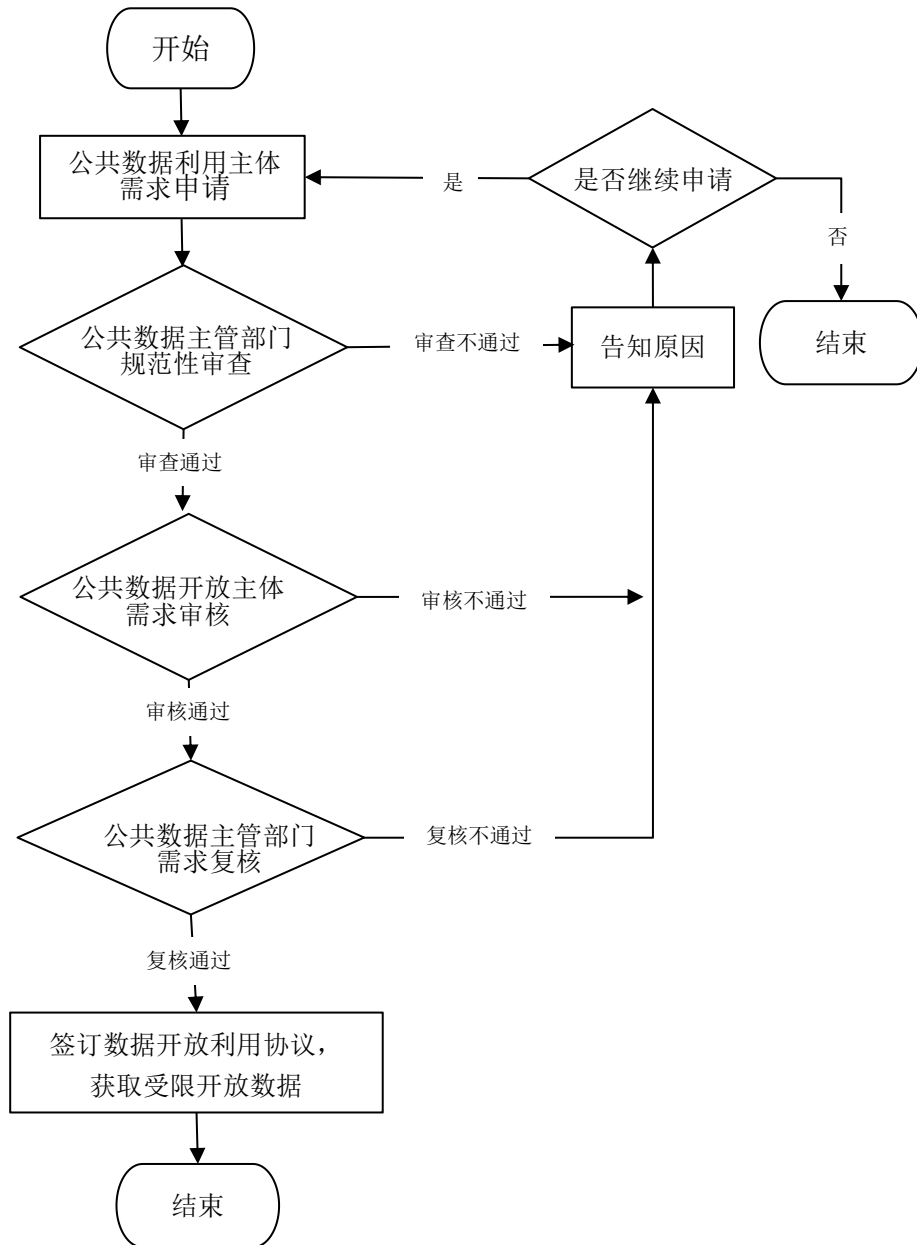 开始
公共数据利用主体
需求申请
是
是否继续申请
否
公共数据主管部门
规范性审查
审查不通过
告知原因
结束
审查通过
公共数据开放主体
需求审核
审核不通过
审核通过
公共数据主管部门
需求复核
复核不通过
复核通过
签订数据开放利用协议，
获取受限开放数据
结束